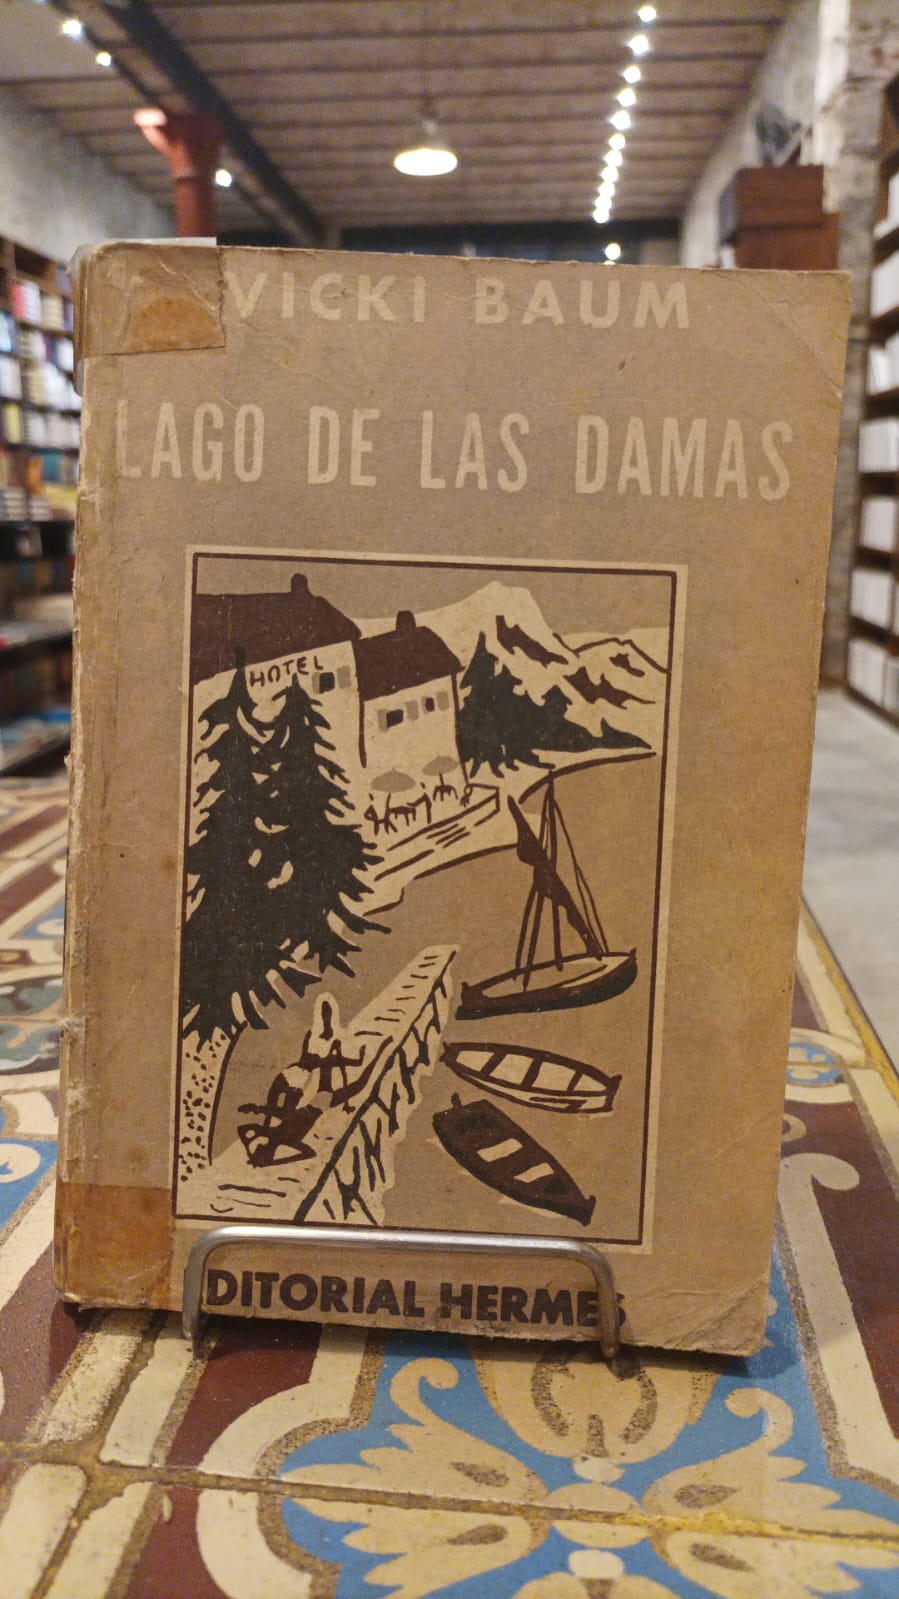 VICKI BAUM
LAGO DE LAS DAMAS
HOTEL
DITORIAL HERMES